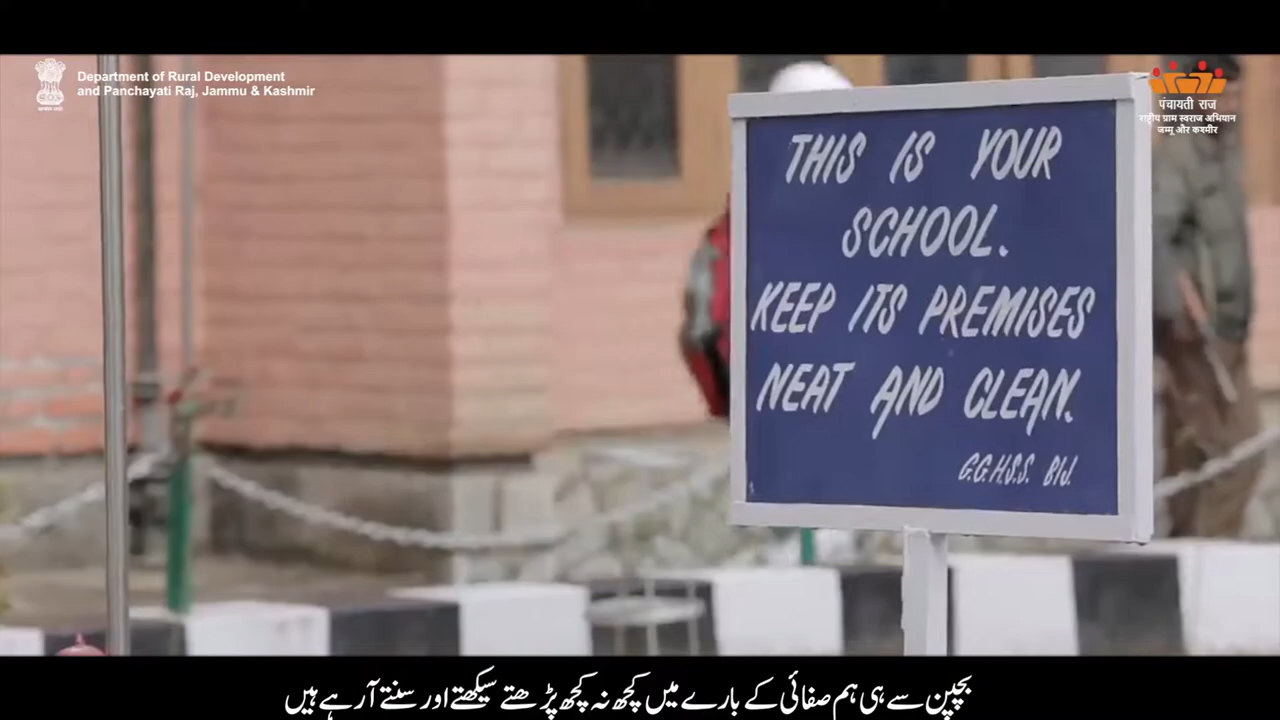 Department of Rural Development
and Panchayati Raj, Jammu & Kashmir
पंचायती राज
राष्ट्रीय ग्राम स्वराज अभियान
जम्मू और कश्मीर
THIS IS YOUR
SCHOOL.
KEEP ITS PREMISES
NEAT AND CLEAN.
G.G.H.S.S. BIJ.
بچپن سے ہی ہم صفائی کے بارے میں کچھ نہ کچھ پڑھتے سیکھتے اور سنتے آ رہے ہیں